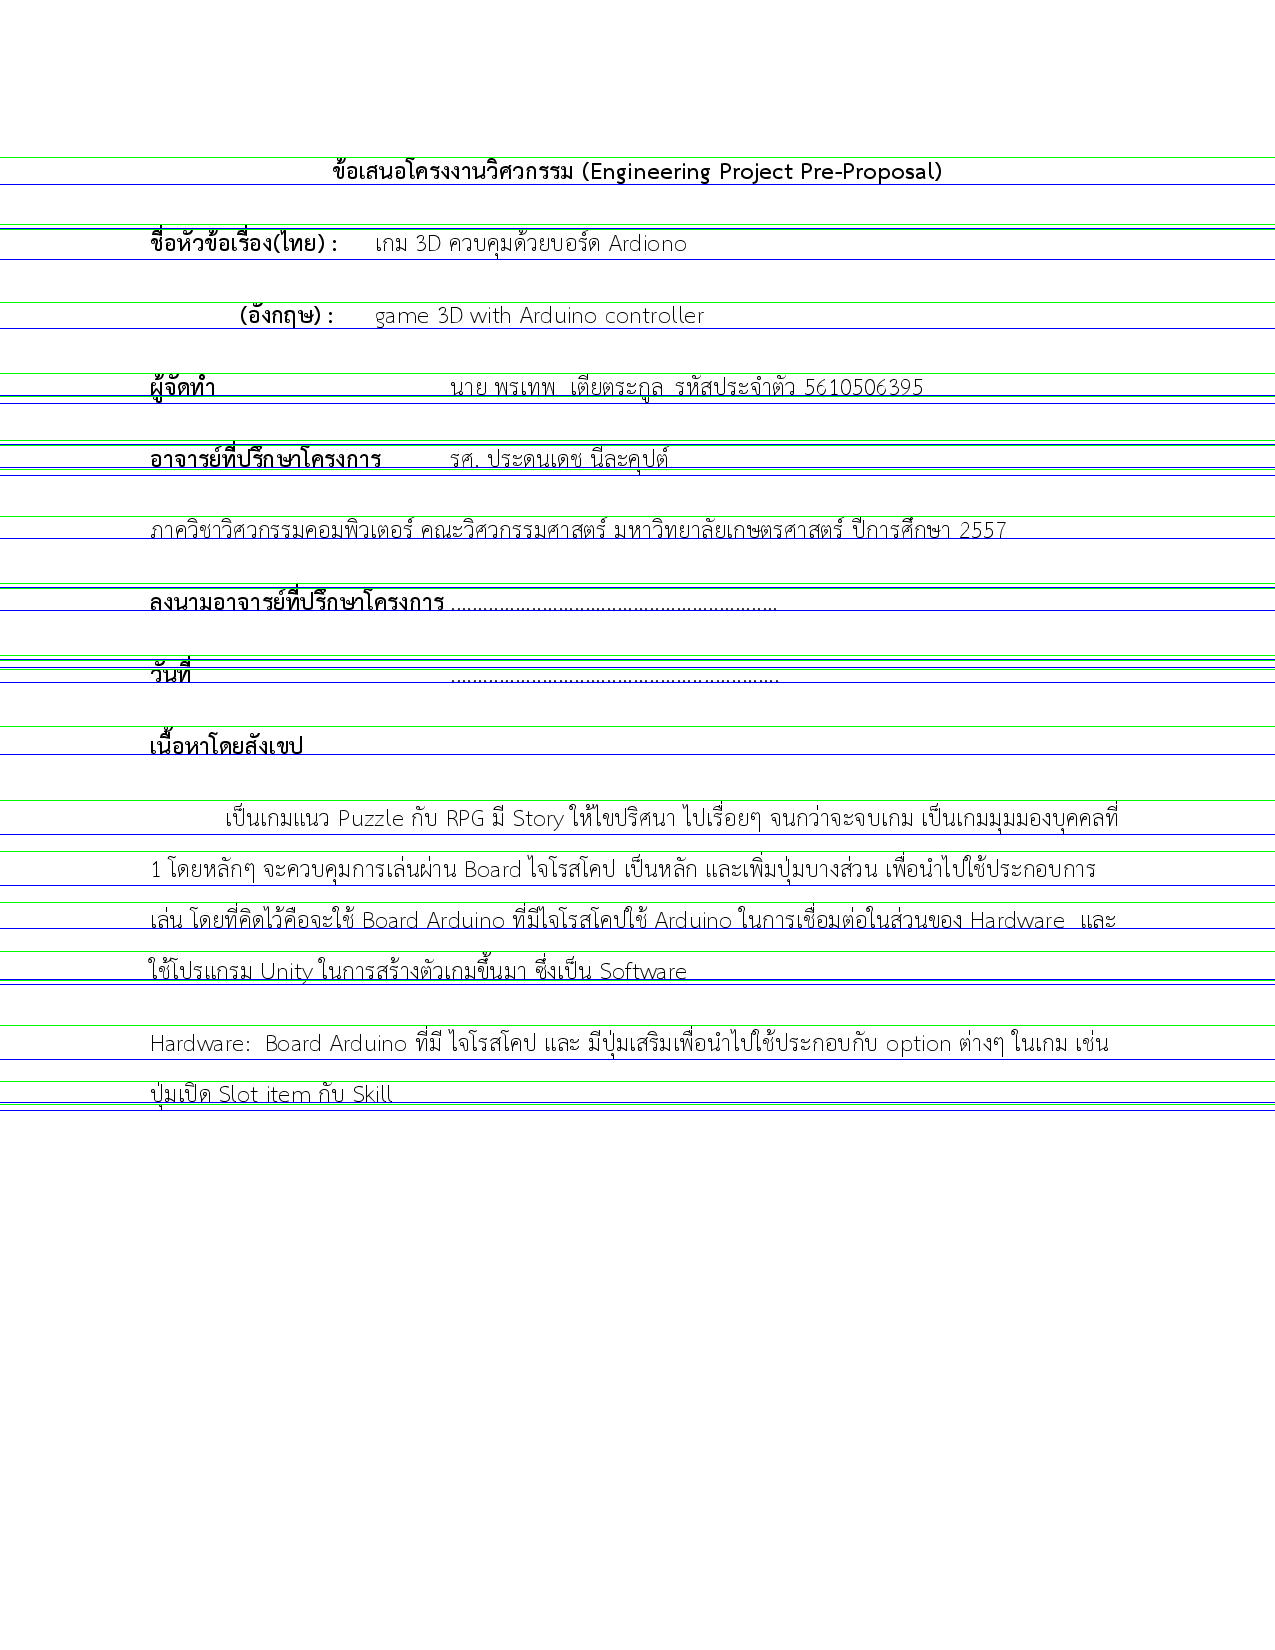 ข้อเสนอโครงงานวิศวกรรม (Engineering Project Pre-Proposal)
ชื่อหัวข้อเรื่อง(ไทย) : เกม 3D ควบคุมด้วยบอร์ด Ardiono
(อังกฤษ) : game 3D with Arduino controller
ผู้จัดทำ นาย พรเทพ เตียตระกูล รหัสประจำตัว 5610506395
อาจารย์ที่ปรึกษาโครงการ รศ. ประดนเดช นีละคุปต์
ภาควิชาวิศวกรรมคอมพิวเตอร์ คณะวิศวกรรมศาสตร์ มหาวิทยาลัยเกษตรศาสตร์ ปีการศึกษา 2557
ลงนามอาจารย์ที่ปรึกษาโครงการ .............................................................
วันที่ .............................................................
เนื้อหาโดยสังเขป
เป็นเกมแนว Puzzle กับ RPG มี Story ให้ไขปริศนา ไปเรื่อยๆ จนกว่าจะจบเกม เป็นเกมมุมมองบุคคลที่
1 โดยหลักๆ จะควบคุมการเล่นผ่าน Board ไจโรสโคป เป็นหลัก และเพิ่มปุ่มบางส่วน เพื่อนำไปใช้ประกอบการ
เล่น โดยที่คิดไว้คือจะใช้ Board Arduino ที่มีไจโรสโคปใช้ Arduino ในการเชื่อมต่อในส่วนของ Hardware และ
ใช้โปรแกรม Unity ในการสร้างตัวเกมขึ้นมา ซึ่งเป็น Software
Hardware: Board Arduino ที่มี ไจโรสโคป และ มีปุ่มเสริมเพื่อนำไปใช้ประกอบกับ option ต่างๆ ในเกม เช่น
ปุ่มเปิด Slot item กับ Skill